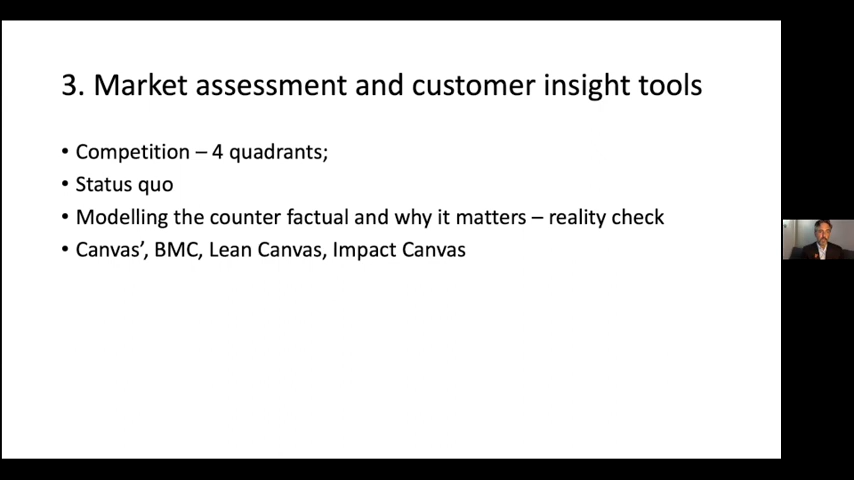 3. Market assessment and customer insight tools
• Competition – 4 quadrants;
• Status quo
• Modelling the counter factual and why it matters – reality check
• Canvas’, BMC, Lean Canvas, Impact Canvas